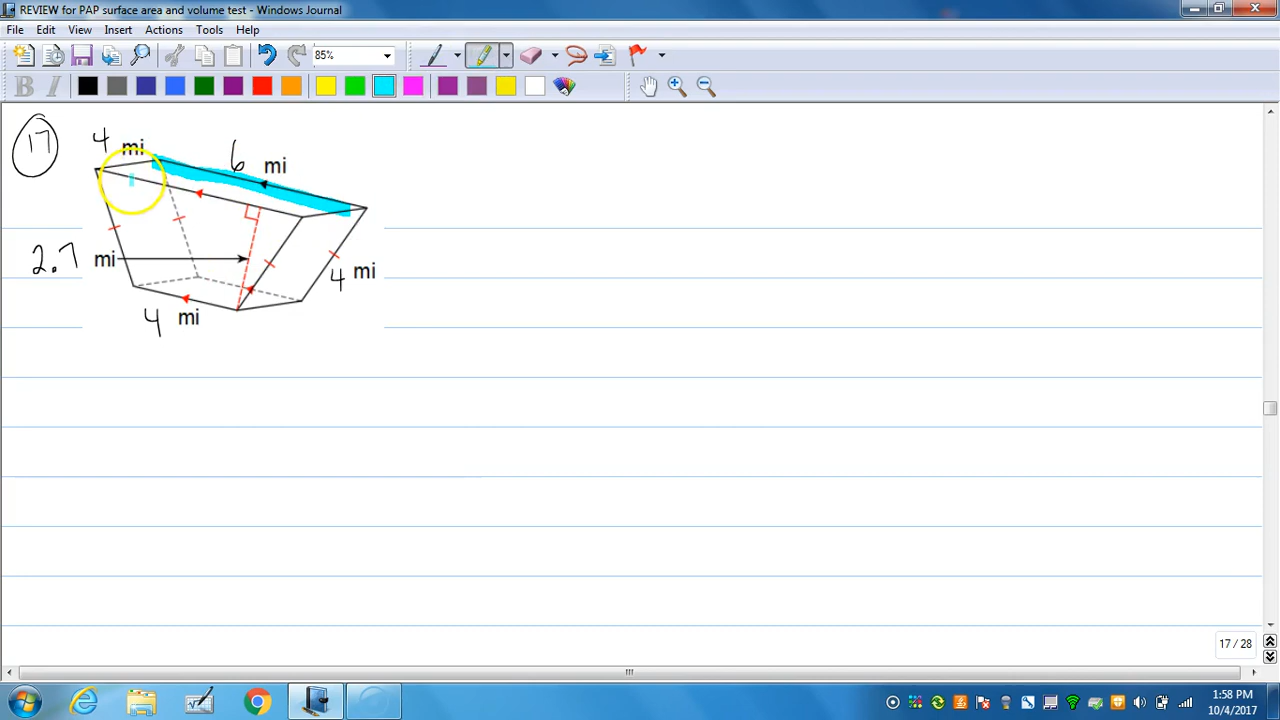 REVIEW for PAP surface area and volume test - Windows Journal
File Edit View Insert Actions Tools Help
85%
B I
17
4 mi
6 mi
2.7 mi
4 mi
4 mi
17 / 28
1:58 PM
10/4/2017